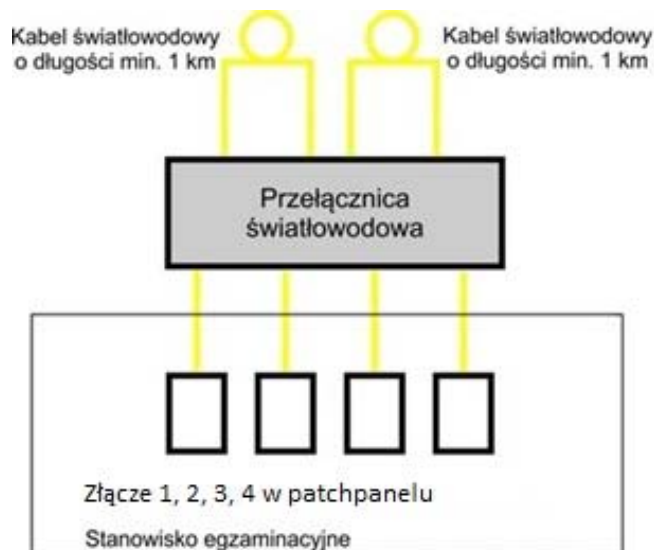 Kabel światłowodowy
o długości min. 1 km
Kabel światłowodowy
o długości min. 1 km
Przełącznica
światłowodowa
Złącze 1, 2, 3, 4 w patchpanelu
Stanowisko egzaminacyjne